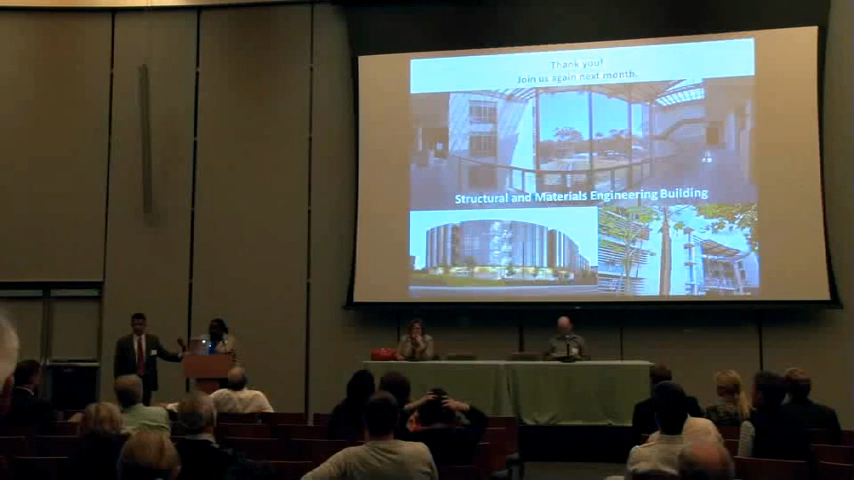 Thank you!
Join us again next month.
Structural and Materials Engineering Building